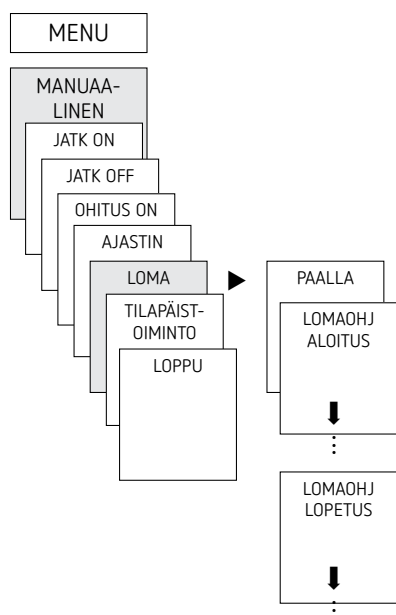 MENU
MANUAA-
LINEN
JATK ON
JATK OFF
OHITUS ON
AJASTIN
LOMA
TILAPÄIST-
OIMINTO
LOPPU
PAALLA
LOMAOHJ
ALOITUS
LOMAOHJ
LOPETUS